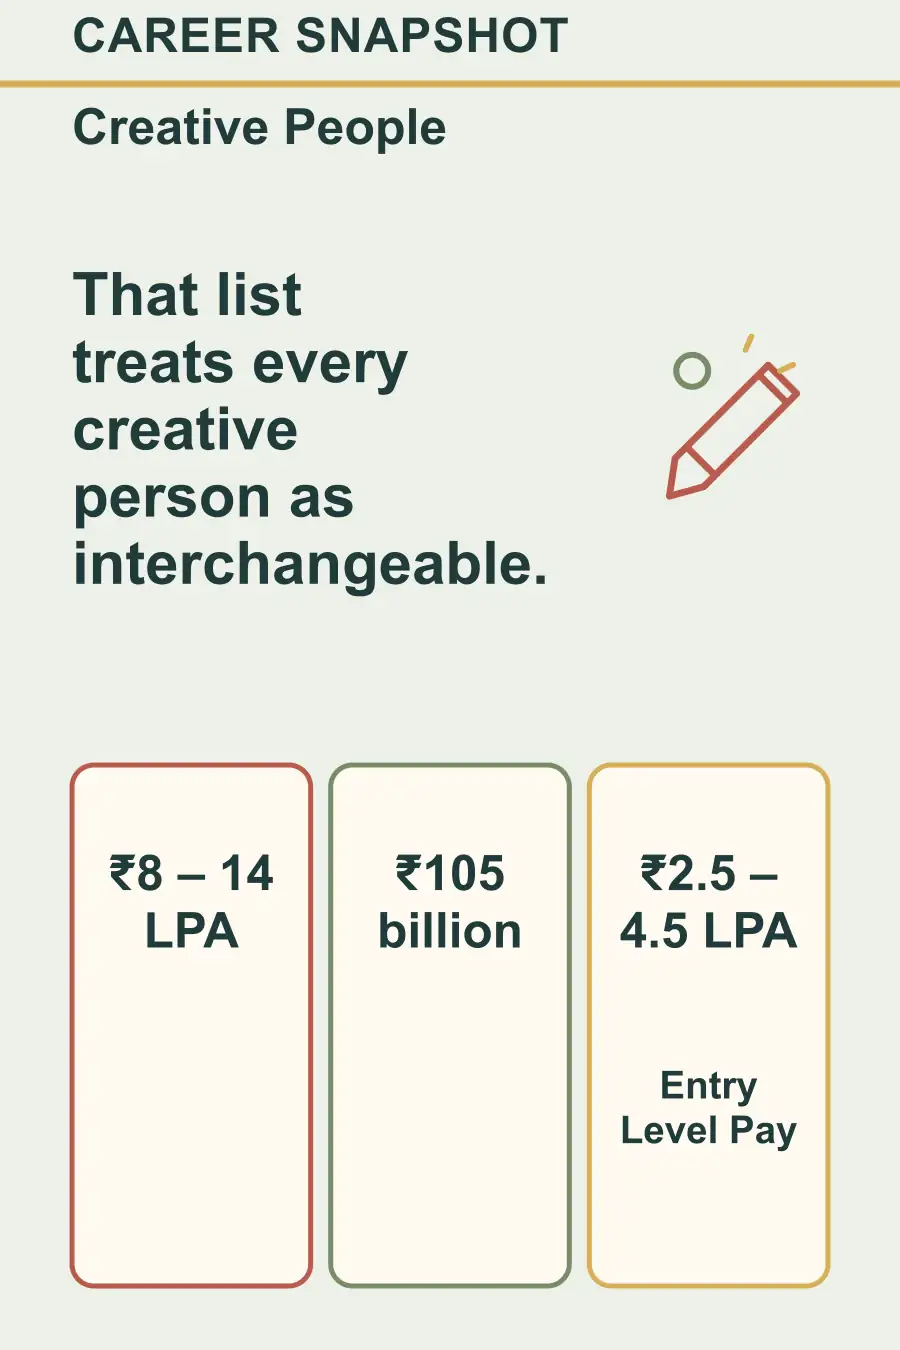 CAREER SNAPSHOT
Creative People
That list
treats every
creative
person as
interchangeable.
₹8 – 14
LPA
₹105
billion
₹2.5 –
4.5 LPA
Entry
Level Pay